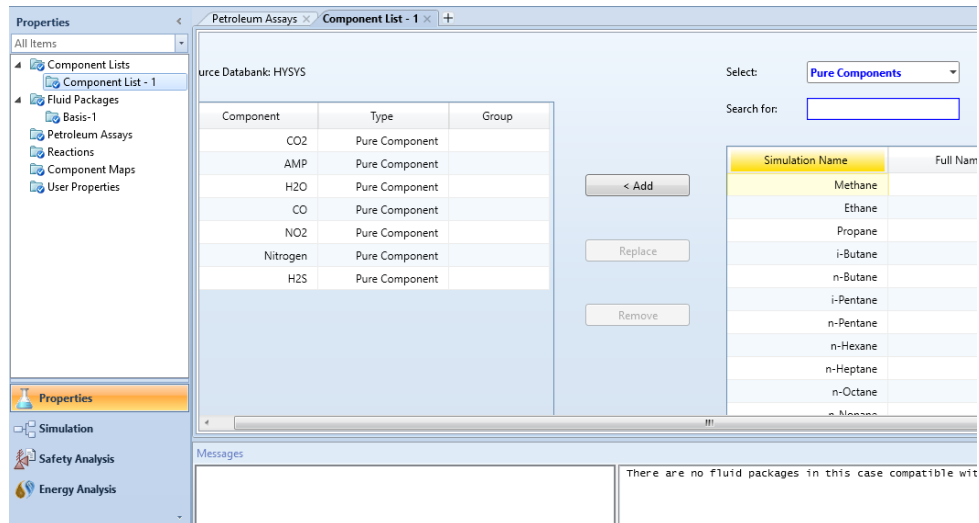 Properties <
All Items
Component Lists
Component List - 1
Fluid Packages
Basis-1
Petroleum Assays
Reactions
Component Maps
User Properties
Properties
Simulation
Safety Analysis
Energy Analysis
Petroleum Assays × Component List - 1 × +
urce Databank: HYSYS
Component Type Group
CO2 Pure Component
AMP Pure Component
H2O Pure Component
CO Pure Component
NO2 Pure Component
Nitrogen Pure Component
H2S Pure Component
< Add
Replace
Remove
Select: Pure Components
Search for:
Simulation Name Full Nam
Methane
Ethane
Propane
i-Butane
n-Butane
i-Pentane
n-Pentane
n-Hexane
n-Heptane
n-Octane
n-Nonane
Messages
There are no fluid packages in this case compatible wit